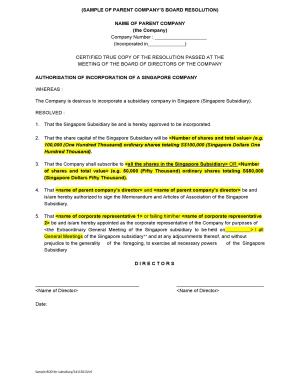 (SAMPLE OF PARENT COMPANY'S BOARD RESOLUTION)
NAME OF PARENT COMPANY
(the Company)
Company Number : ________________
(Incorporated in____________)
CERTIFIED TRUE COPY OF THE RESOLUTION PASSED AT THE
MEETING OF THE BOARD OF DIRECTORS OF THE COMPANY
AUTHORISATION OF INCORPORATION OF A SINGAPORE COMPANY
WHEREAS
The Company is desirous to incorporate a subsidiary company in Singapore (Singapore Subsidiary).
RESOLVED :
1. That the Singapore Subsidiary be and is hereby approved to be incorporated.
2. That the share capital of the Singapore Subsidiary will be <Number of shares and total value> (e.g.
100,000 (One Hundred Thousand) ordinary shares totaling S$100,000 (Singapore Dollars One
Hundred Thousand).
3. That the Company shall subscribe to <all the shares in the Singapore Subsidiary> OR <Number
of shares and total value> (e.g. 50,000 (Fifty Thousand) ordinary shares totaling S$50,000
(Singapore Dollars Fifty Thousand).
4. That <name of parent company's director> and <name of parent company's director> be and
is/are hereby authorised to sign the Memorandum and Articles of Association of the Singapore
Subsidiary.
5. That <name of corporate representative 1> or failing him/her <name of corporate representative
2> be and is/are hereby appointed as the corporate representative of the Company for purposes of
<the Extraordinary General Meeting of the Singapore subsidiary to be held on ________> / all
General Meetings of the Singapore subsidiary** and at any adjournments thereof, and without
prejudice to the generality of the foregoing, to exercise all necessary powers of the Singapore
Subsidiary
D I R E C T O R S
<Name of Director>
<Name of Director>
Date: